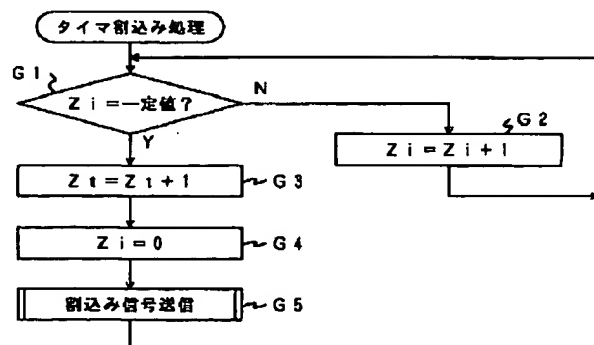 タイマ割込み処理
G1
Zi=一定値?
N
Y
G2
Zi=Zi+1
Zt=Zt+1
G3
Zi=0
G4
割込み信号送信
G5